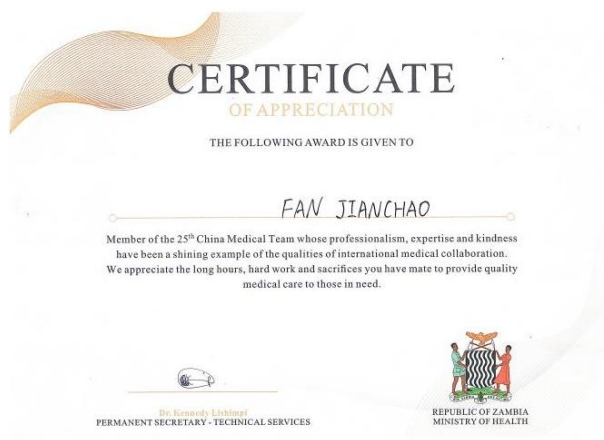 CERTIFICATE
OF APPRECIATION
THE FOLLOWING AWARD IS GIVEN TO
FAN JIANCHAO
Member of the 25th China Medical Team whose professionalism, expertise and kindness
have been a shining example of the qualities of international medical collaboration.
We appreciate the long hours, hard work and sacrifices you have mate to provide quality
medical care to those in need.
Dr. Kennedy Lishimpi
PERMANENT SECRETARY - TECHNICAL SERVICES
REPUBLIC OF ZAMBIA
MINISTRY OF HEALTH